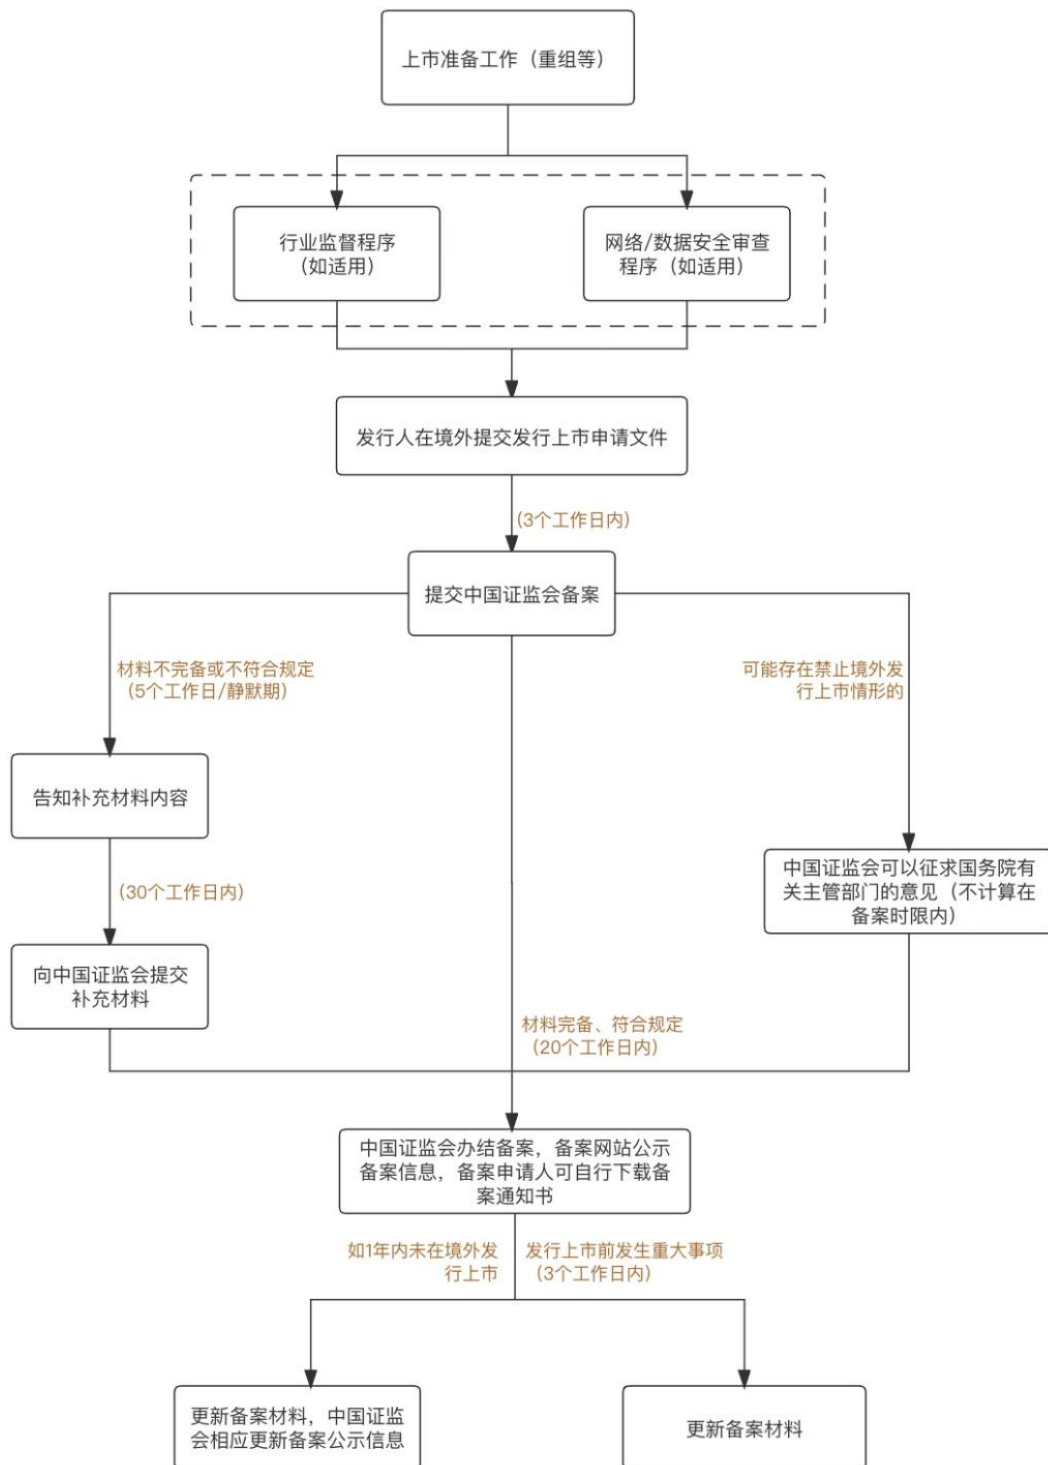 上市准备工作（重组等）
行业监督程序
（如适用）
网络/数据安全审查
程序（如适用）
发行人在境外提交发行上市申请文件
(3个工作日内)
提交中国证监会备案
材料不完备或不符合规定
（5个工作日/静默期）
可能存在禁止境外发
行上市情形的
告知补充材料内容
(30个工作日内)
中国证监会可以征求国务院有
关主管部门的意见（不计算在
备案时限内）
向中国证监会提交
补充材料
材料完备、符合规定
（20个工作日内）
中国证监会办结备案，备案网站公示
备案信息，备案申请人可自行下载备
案通知书
如1年内未在境外发
行上市
发行上市前发生重大事项
（3个工作日内）
更新备案材料，中国证监
会相应更新备案公示信息
更新备案材料